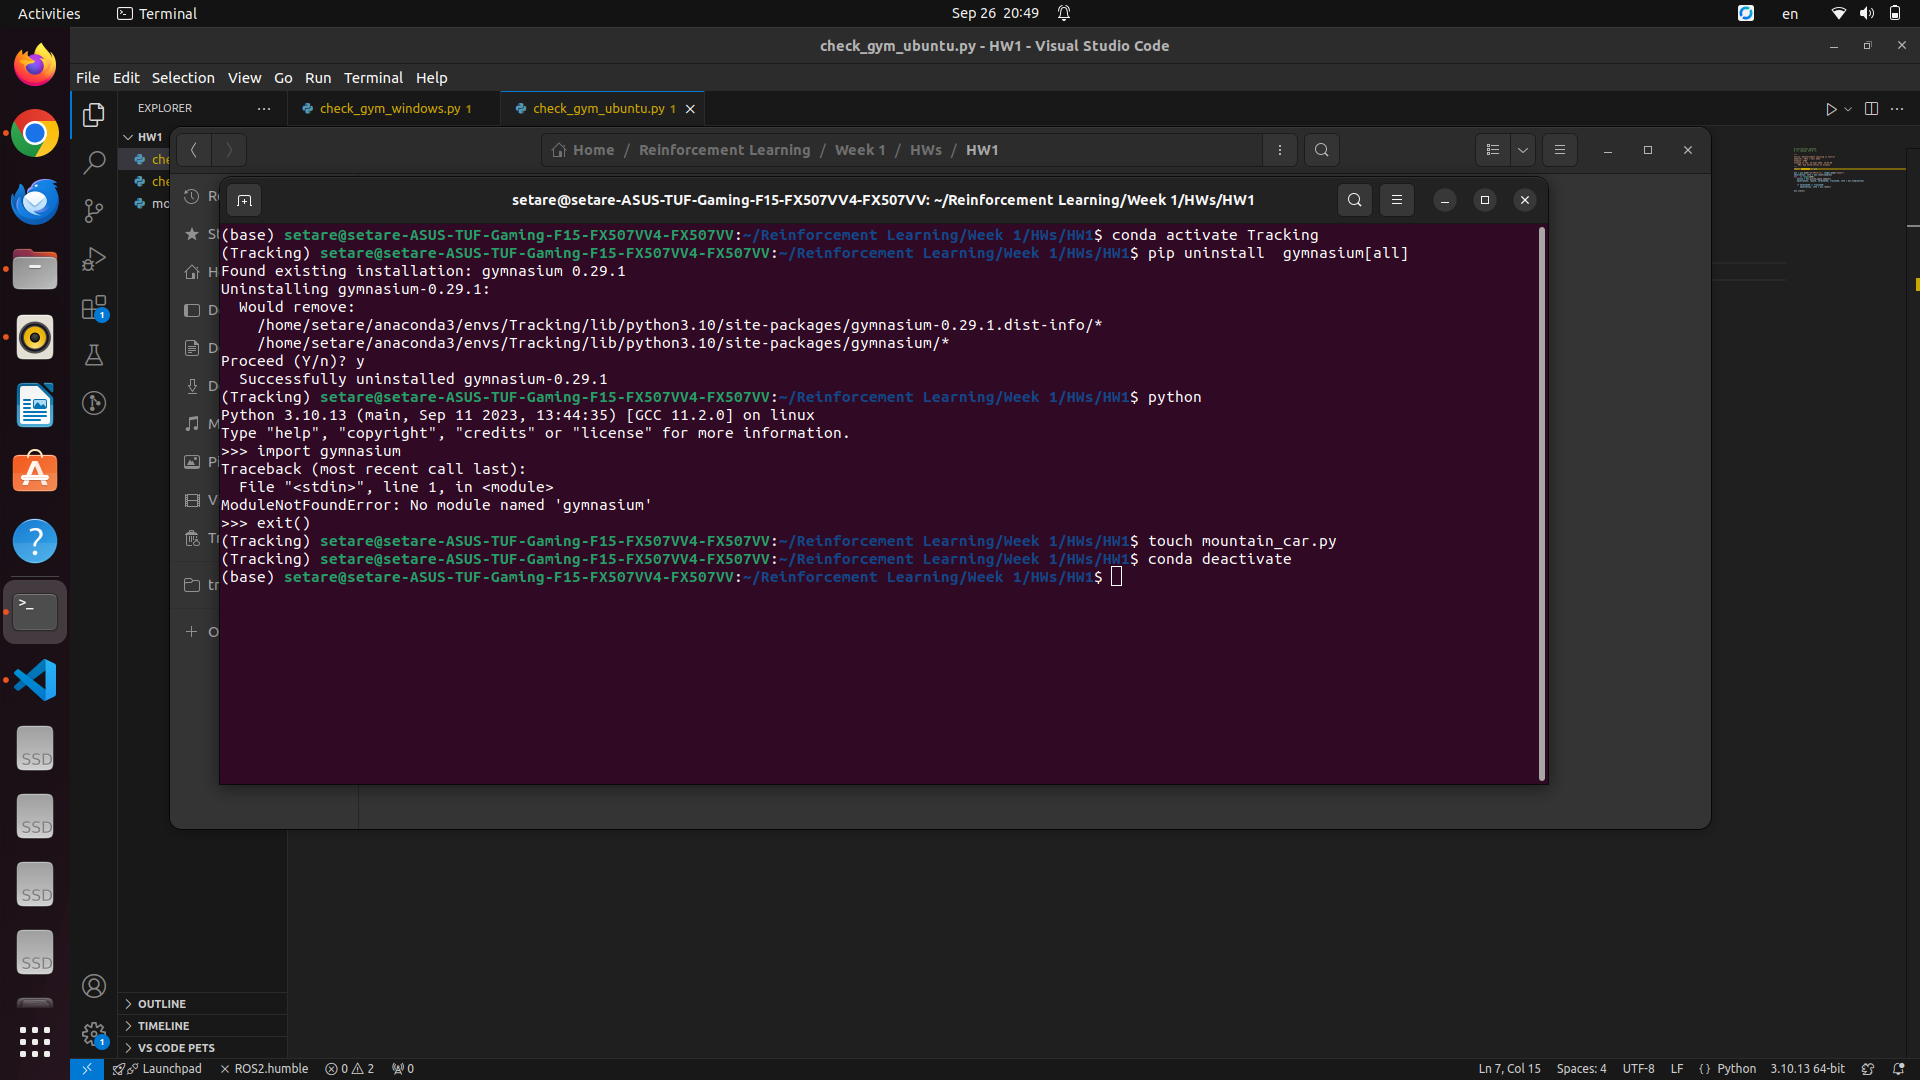 Activities
Terminal
Sep 26 20:49
en
check_gym_ubuntu.py - HW1 - Visual Studio Code
File Edit Selection View Go Run Terminal Help
EXPLORER
check_gym_windows.py 1
check_gym_ubuntu.py 1
HW1
Home / Reinforcement Learning / Week 1 / HWs / HW1
setare@setare-ASUS-TUF-Gaming-F15-FX507VV4-FX507VV: ~/Reinforcement Learning/Week 1/HWs/HW1
(base) setare@setare-ASUS-TUF-Gaming-F15-FX507VV4-FX507VV:~/Reinforcement Learning/Week 1/HWs/HW1$ conda activate Tracking
(Tracking) setare@setare-ASUS-TUF-Gaming-F15-FX507VV4-FX507VV:~/Reinforcement Learning/Week 1/HWs/HW1$ pip uninstall  gymnasium[all]
Found existing installation: gymnasium 0.29.1
Uninstalling gymnasium-0.29.1:
  Would remove:
    /home/setare/anaconda3/envs/Tracking/lib/python3.10/site-packages/gymnasium-0.29.1.dist-info/*
    /home/setare/anaconda3/envs/Tracking/lib/python3.10/site-packages/gymnasium/*
Proceed (Y/n)? y
  Successfully uninstalled gymnasium-0.29.1
(Tracking) setare@setare-ASUS-TUF-Gaming-F15-FX507VV4-FX507VV:~/Reinforcement Learning/Week 1/HWs/HW1$ python
Python 3.10.13 (main, Sep 11 2023, 13:44:35) [GCC 11.2.0] on linux
Type "help", "copyright", "credits" or "license" for more information.
>>> import gymnasium
Traceback (most recent call last):
  File "<stdin>", line 1, in <module>
ModuleNotFoundError: No module named 'gymnasium'
>>> exit()
(Tracking) setare@setare-ASUS-TUF-Gaming-F15-FX507VV4-FX507VV:~/Reinforcement Learning/Week 1/HWs/HW1$ touch mountain_car.py
(Tracking) setare@setare-ASUS-TUF-Gaming-F15-FX507VV4-FX507VV:~/Reinforcement Learning/Week 1/HWs/HW1$ conda deactivate
(base) setare@setare-ASUS-TUF-Gaming-F15-FX507VV4-FX507VV:~/Reinforcement Learning/Week 1/HWs/HW1$
SSD
SSD
SSD
SSD
OUTLINE
TIMELINE
VS CODE PETS
Launchpad
ROS2.humble
0 2
0
Ln 7, Col 15
Spaces: 4
UTF-8
LF
Python
3.10.13 64-bit